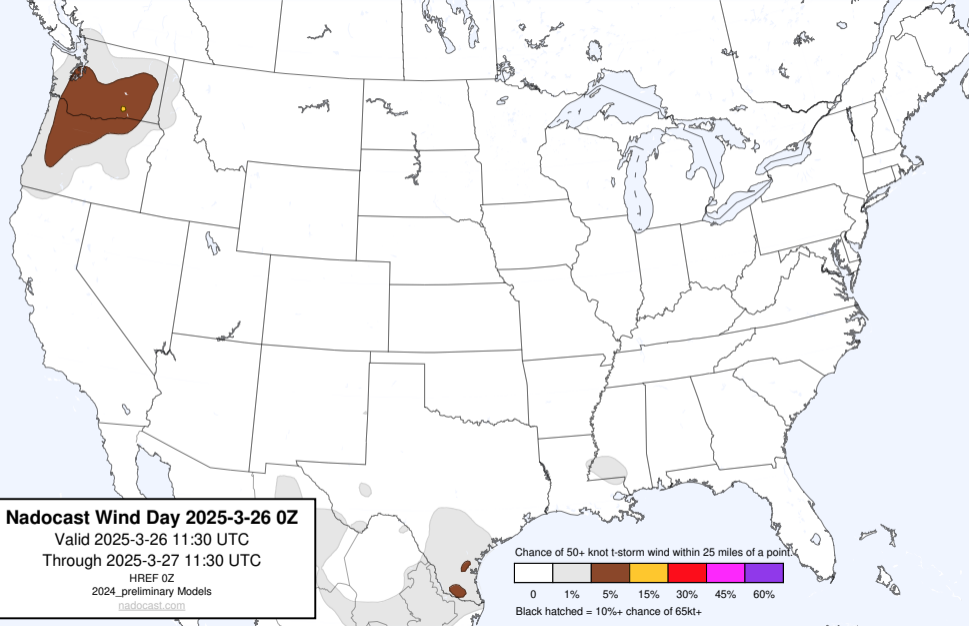 Nadocast Wind Day 2025-3-26 0Z
Valid 2025-3-26 11:30 UTC
Through 2025-3-27 11:30 UTC
HREF 0Z
2024_preliminary Models
nadocast.com
Chance of 50+ knot t-storm wind within 25 miles of a point.
0 1% 5% 15% 30% 45% 60%
Black hatched = 10%+ chance of 65kt+